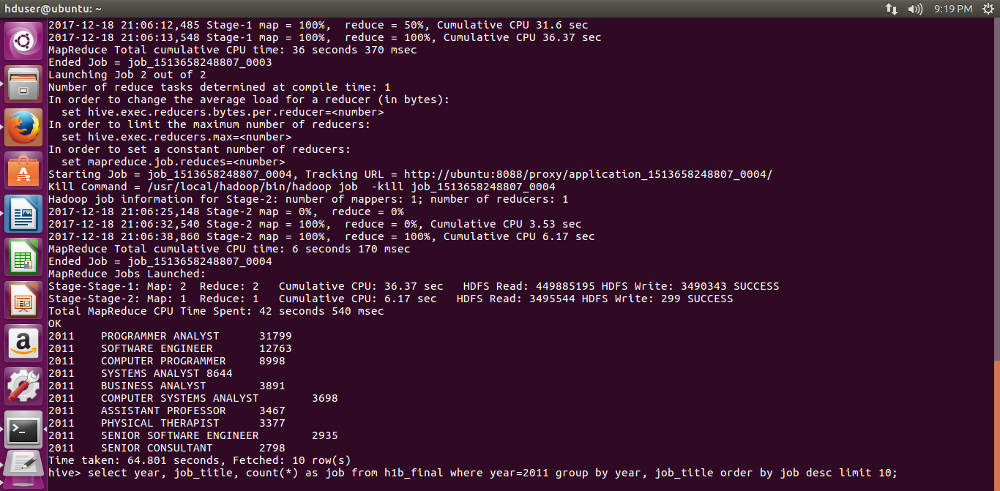 hduser@ubuntu: ~
9:19 PM
2017-12-18 21:06:12,485 Stage-1 map = 100%,  reduce = 50%, Cumulative CPU 31.6 sec
2017-12-18 21:06:13,548 Stage-1 map = 100%,  reduce = 100%, Cumulative CPU 36.37 sec
MapReduce Total cumulative CPU time: 36 seconds 370 msec
Ended Job = job_1513658248807_0003
Launching Job 2 out of 2
Number of reduce tasks determined at compile time: 1
In order to change the average load for a reducer (in bytes):
  set hive.exec.reducers.bytes.per.reducer=<number>
In order to limit the maximum number of reducers:
  set hive.exec.reducers.max=<number>
In order to set a constant number of reducers:
  set mapreduce.job.reduces=<number>
Starting Job = job_1513658248807_0004, Tracking URL = http://ubuntu:8088/proxy/application_1513658248807_0004/
Kill Command = /usr/local/hadoop/bin/hadoop job  -kill job_1513658248807_0004
Hadoop job information for Stage-2: number of mappers: 1; number of reducers: 1
2017-12-18 21:06:25,148 Stage-2 map = 0%,  reduce = 0%
2017-12-18 21:06:32,540 Stage-2 map = 100%,  reduce = 0%, Cumulative CPU 3.53 sec
2017-12-18 21:06:38,860 Stage-2 map = 100%,  reduce = 100%, Cumulative CPU 6.17 sec
MapReduce Total cumulative CPU time: 6 seconds 170 msec
Ended Job = job_1513658248807_0004
MapReduce Jobs Launched:
Stage-Stage-1: Map: 2  Reduce: 2   Cumulative CPU: 36.37 sec   HDFS Read: 449885195 HDFS Write: 3490343 SUCCESS
Stage-Stage-2: Map: 1  Reduce: 1   Cumulative CPU: 6.17 sec   HDFS Read: 3495544 HDFS Write: 299 SUCCESS
Total MapReduce CPU Time Spent: 42 seconds 540 msec
OK
2011    PROGRAMMER ANALYST      31799
2011    SOFTWARE ENGINEER       12763
2011    COMPUTER PROGRAMMER     8998
2011    SYSTEMS ANALYST 8644
2011    BUSINESS ANALYST        3891
2011    COMPUTER SYSTEMS ANALYST        3698
2011    ASSISTANT PROFESSOR     3467
2011    PHYSICAL THERAPIST      3377
2011    SENIOR SOFTWARE ENGINEER        2935
2011    SENIOR CONSULTANT       2798
Time taken: 64.801 seconds, Fetched: 10 row(s)
hive> select year, job_title, count(*) as job from h1b_final where year=2011 group by year, job_title order by job desc limit 10;